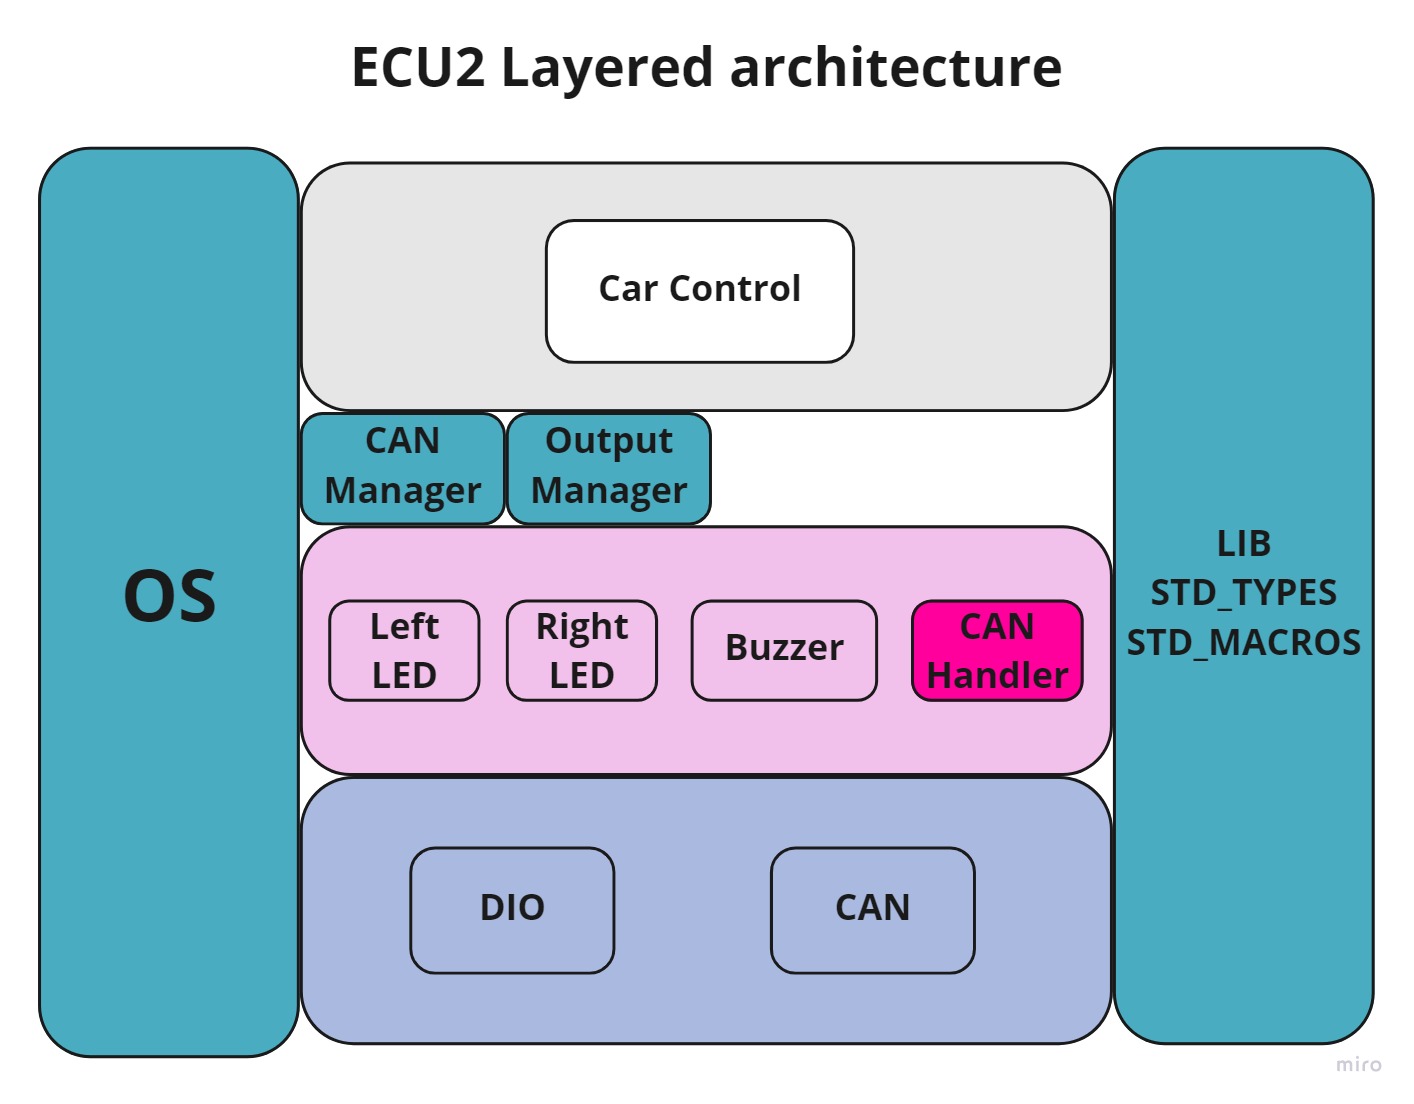 ECU2 Layered architecture
OS
Car Control
CAN
Manager
Output
Manager
Left
LED
Right
LED
Buzzer
CAN
Handler
DIO
CAN
LIB
STD_TYPES
STD_MACROS
miro